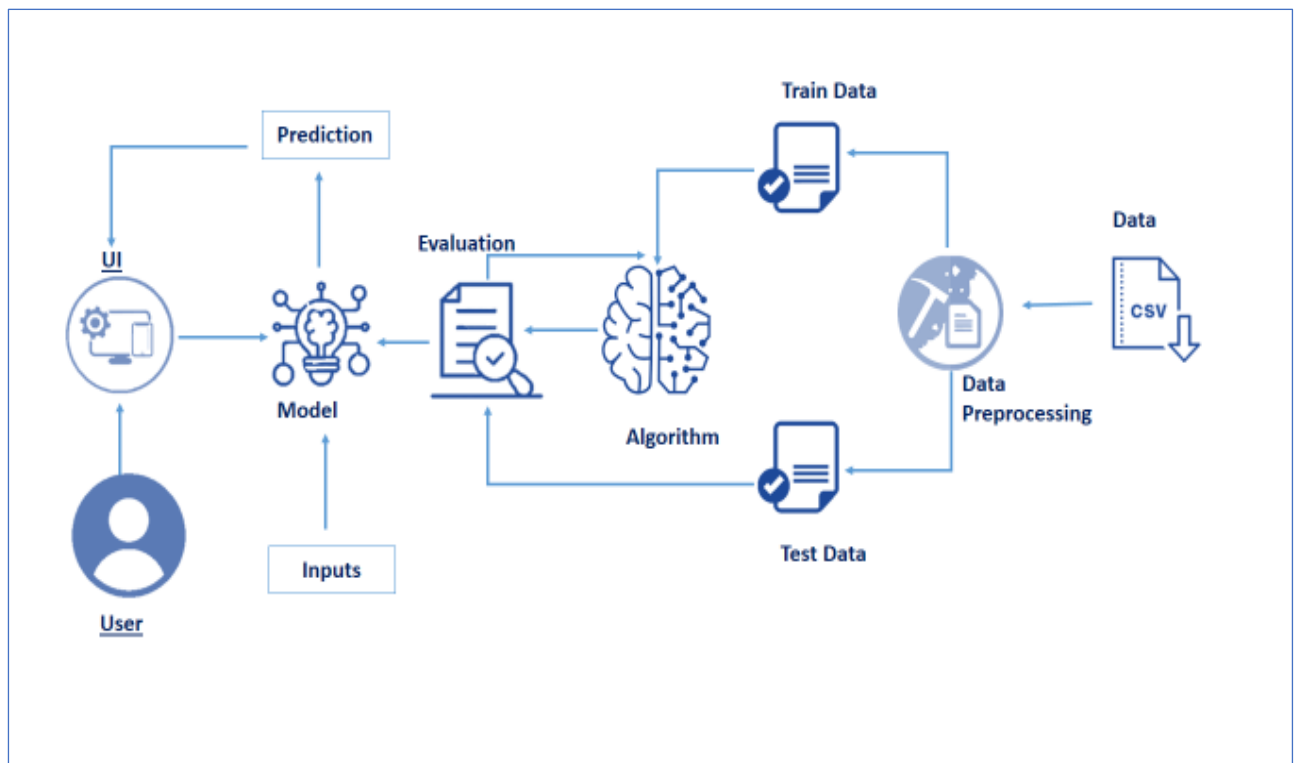 Train Data
Prediction
Data
Evaluation
UI
CSV
Data
Preprocessing
Model
Algorithm
Test Data
Inputs
User